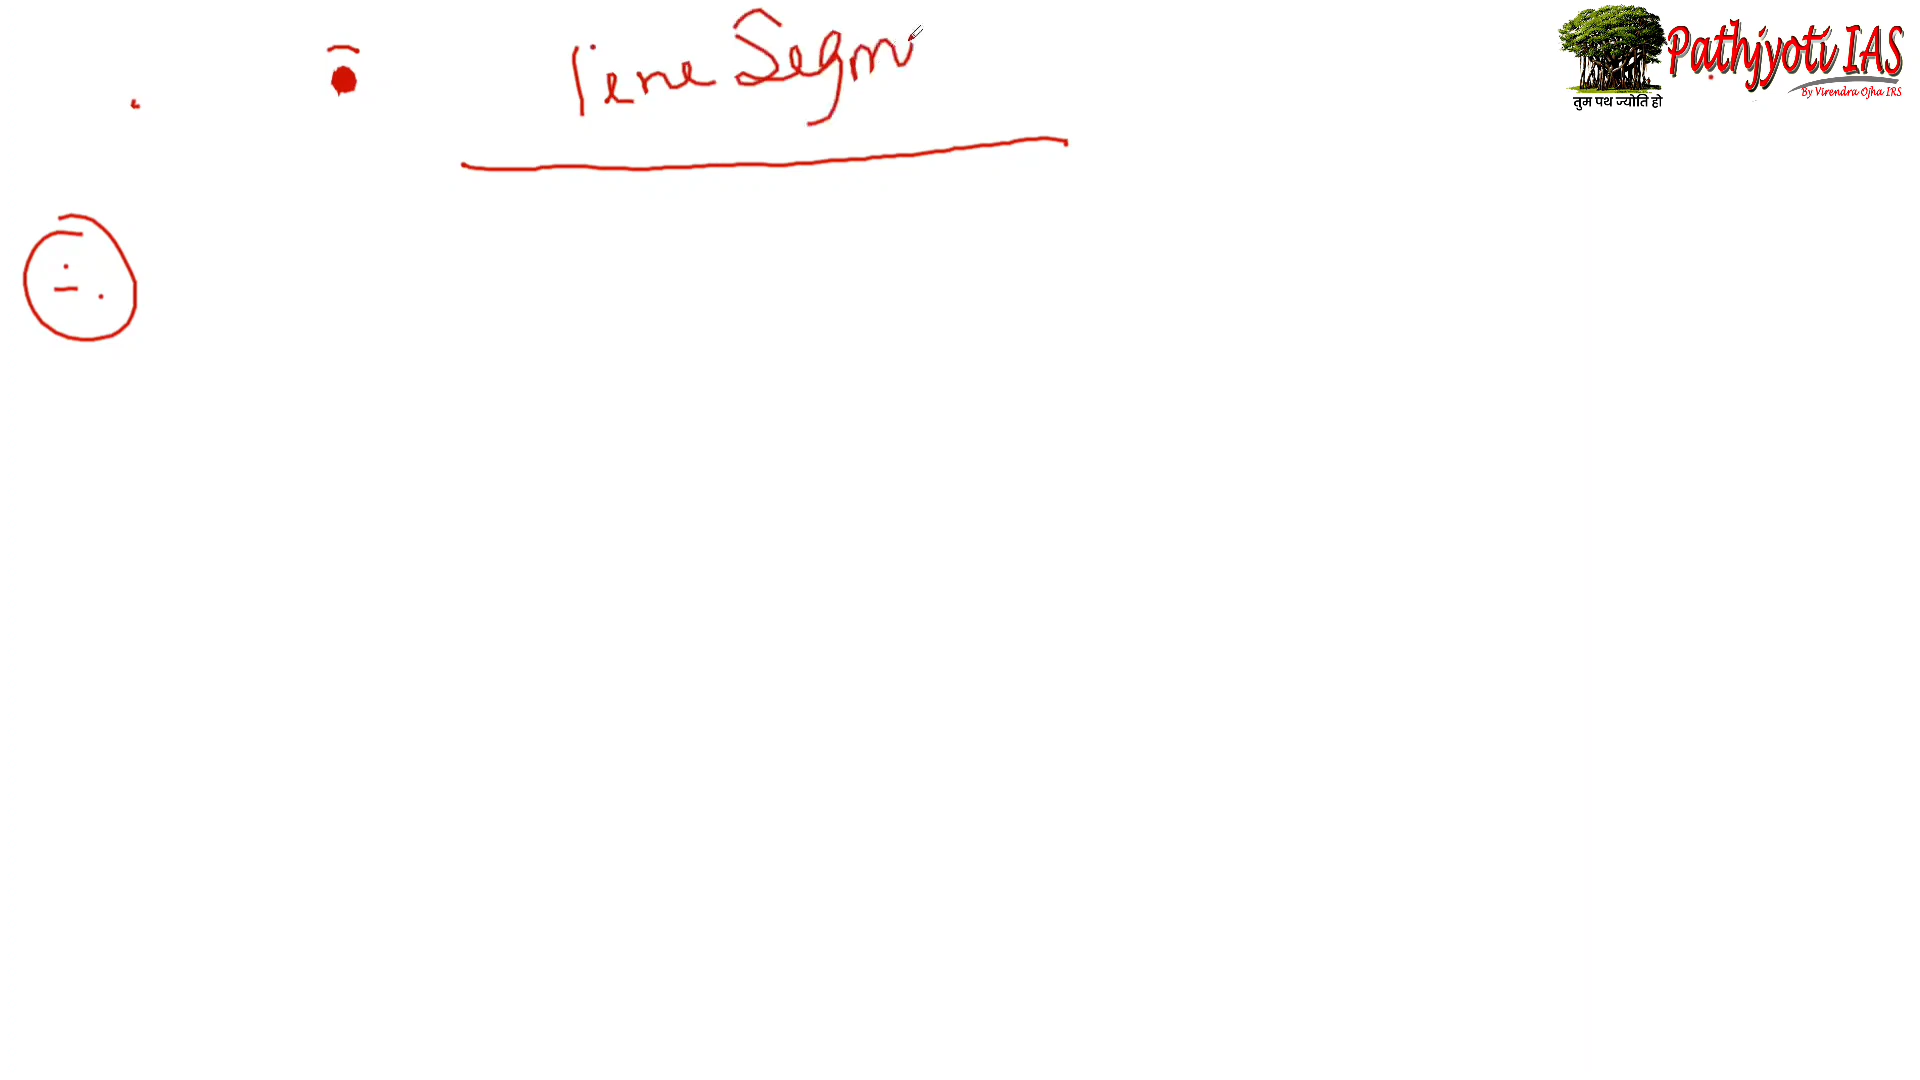 line Segm
Pathjyoti IAS
By Virendra Ojha IRS
तुम पथ ज्योति हो